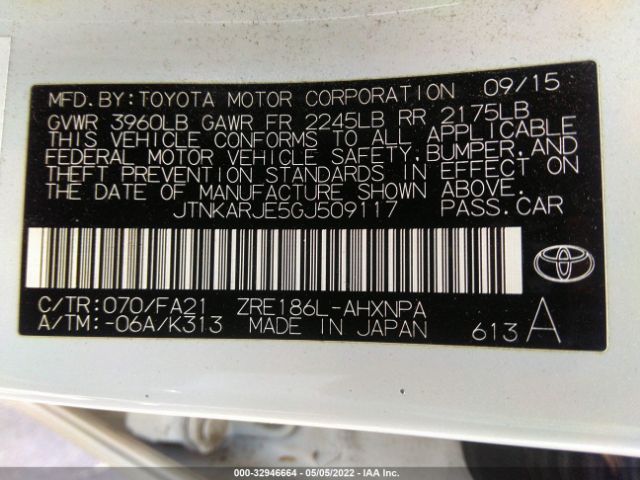 MFD. BY: TOYOTA MOTOR CORPORATION 09/15
GVWR 3960LB GAWR FR 2245LB RR 2175LB
THIS VEHICLE CONFORMS TO ALL APPLICABLE
FEDERAL MOTOR VEHICLE SAFETY, BUMPER, AND
THEFT PREVENTION STANDARDS IN EFFECT ON
THE DATE OF MANUFACTURE SHOWN ABOVE.
JTNKARJE5GJ509117 PASS. CAR
C/TR: 070/FA21 ZRE186L-AHXNPA
A/TM: -06A/K313 MADE IN JAPAN 613 A
000-32946664 - 05/05/2022 - IAA Inc.